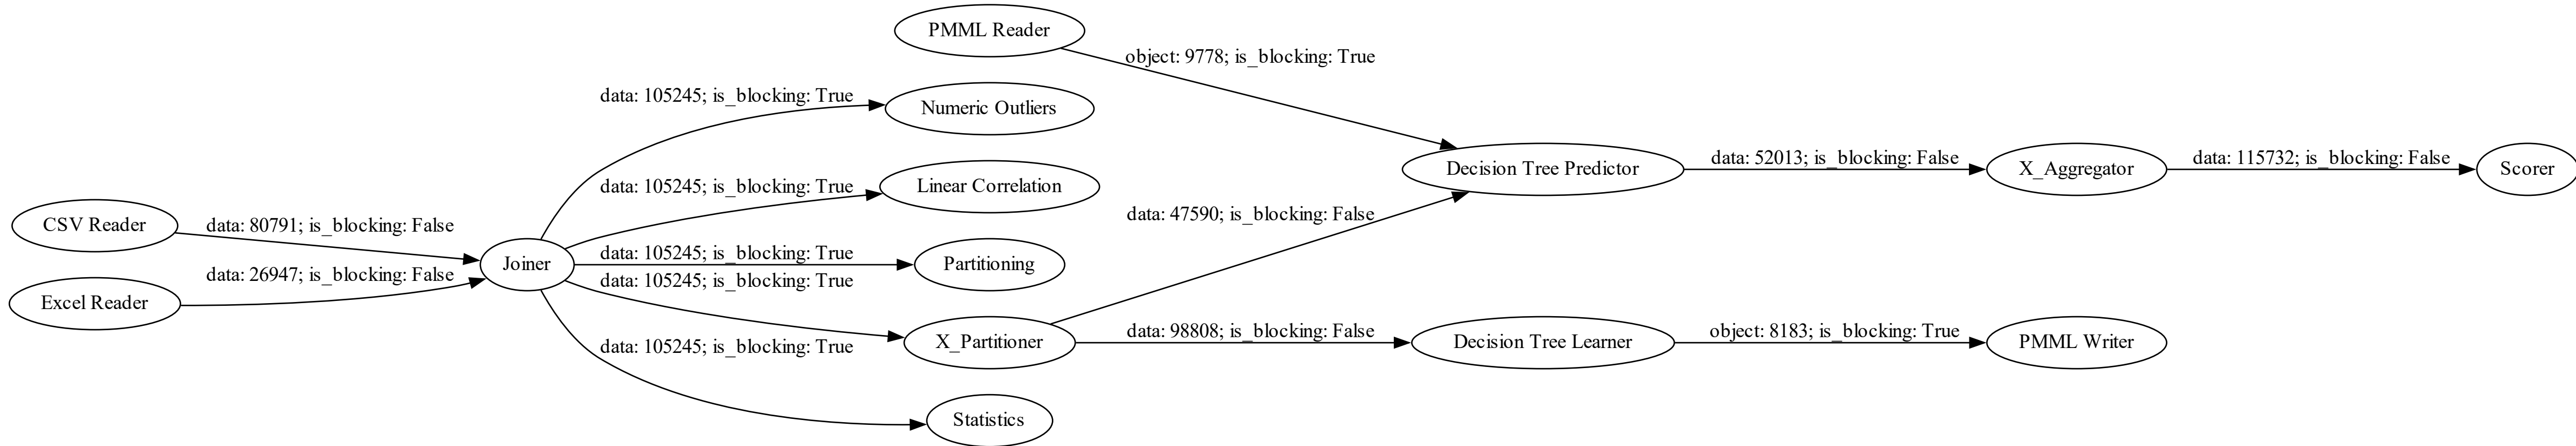 PMML Reader
object: 9778; is_blocking: True
data: 105245; is_blocking: True
Numeric Outliers
Decision Tree Predictor
data: 52013; is_blocking: False
X_Aggregator
data: 115732; is_blocking: False
Scorer
data: 105245; is_blocking: True
Linear Correlation
CSV Reader
data: 80791; is_blocking: False
data: 47590; is_blocking: False
Joiner
data: 105245; is_blocking: True
Partitioning
Excel Reader
data: 26947; is_blocking: False
data: 105245; is_blocking: True
X_Partitioner
data: 98808; is_blocking: False
Decision Tree Learner
object: 8183; is_blocking: True
PMML Writer
data: 105245; is_blocking: True
Statistics